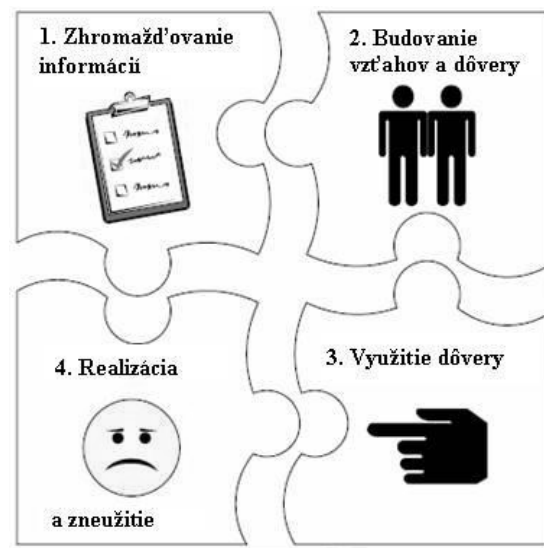 1. Zhromažďovanie
informácií
2. Budovanie
vzťahov a dôvery
3. Využitie dôvery
4. Realizácia
a zneužitie